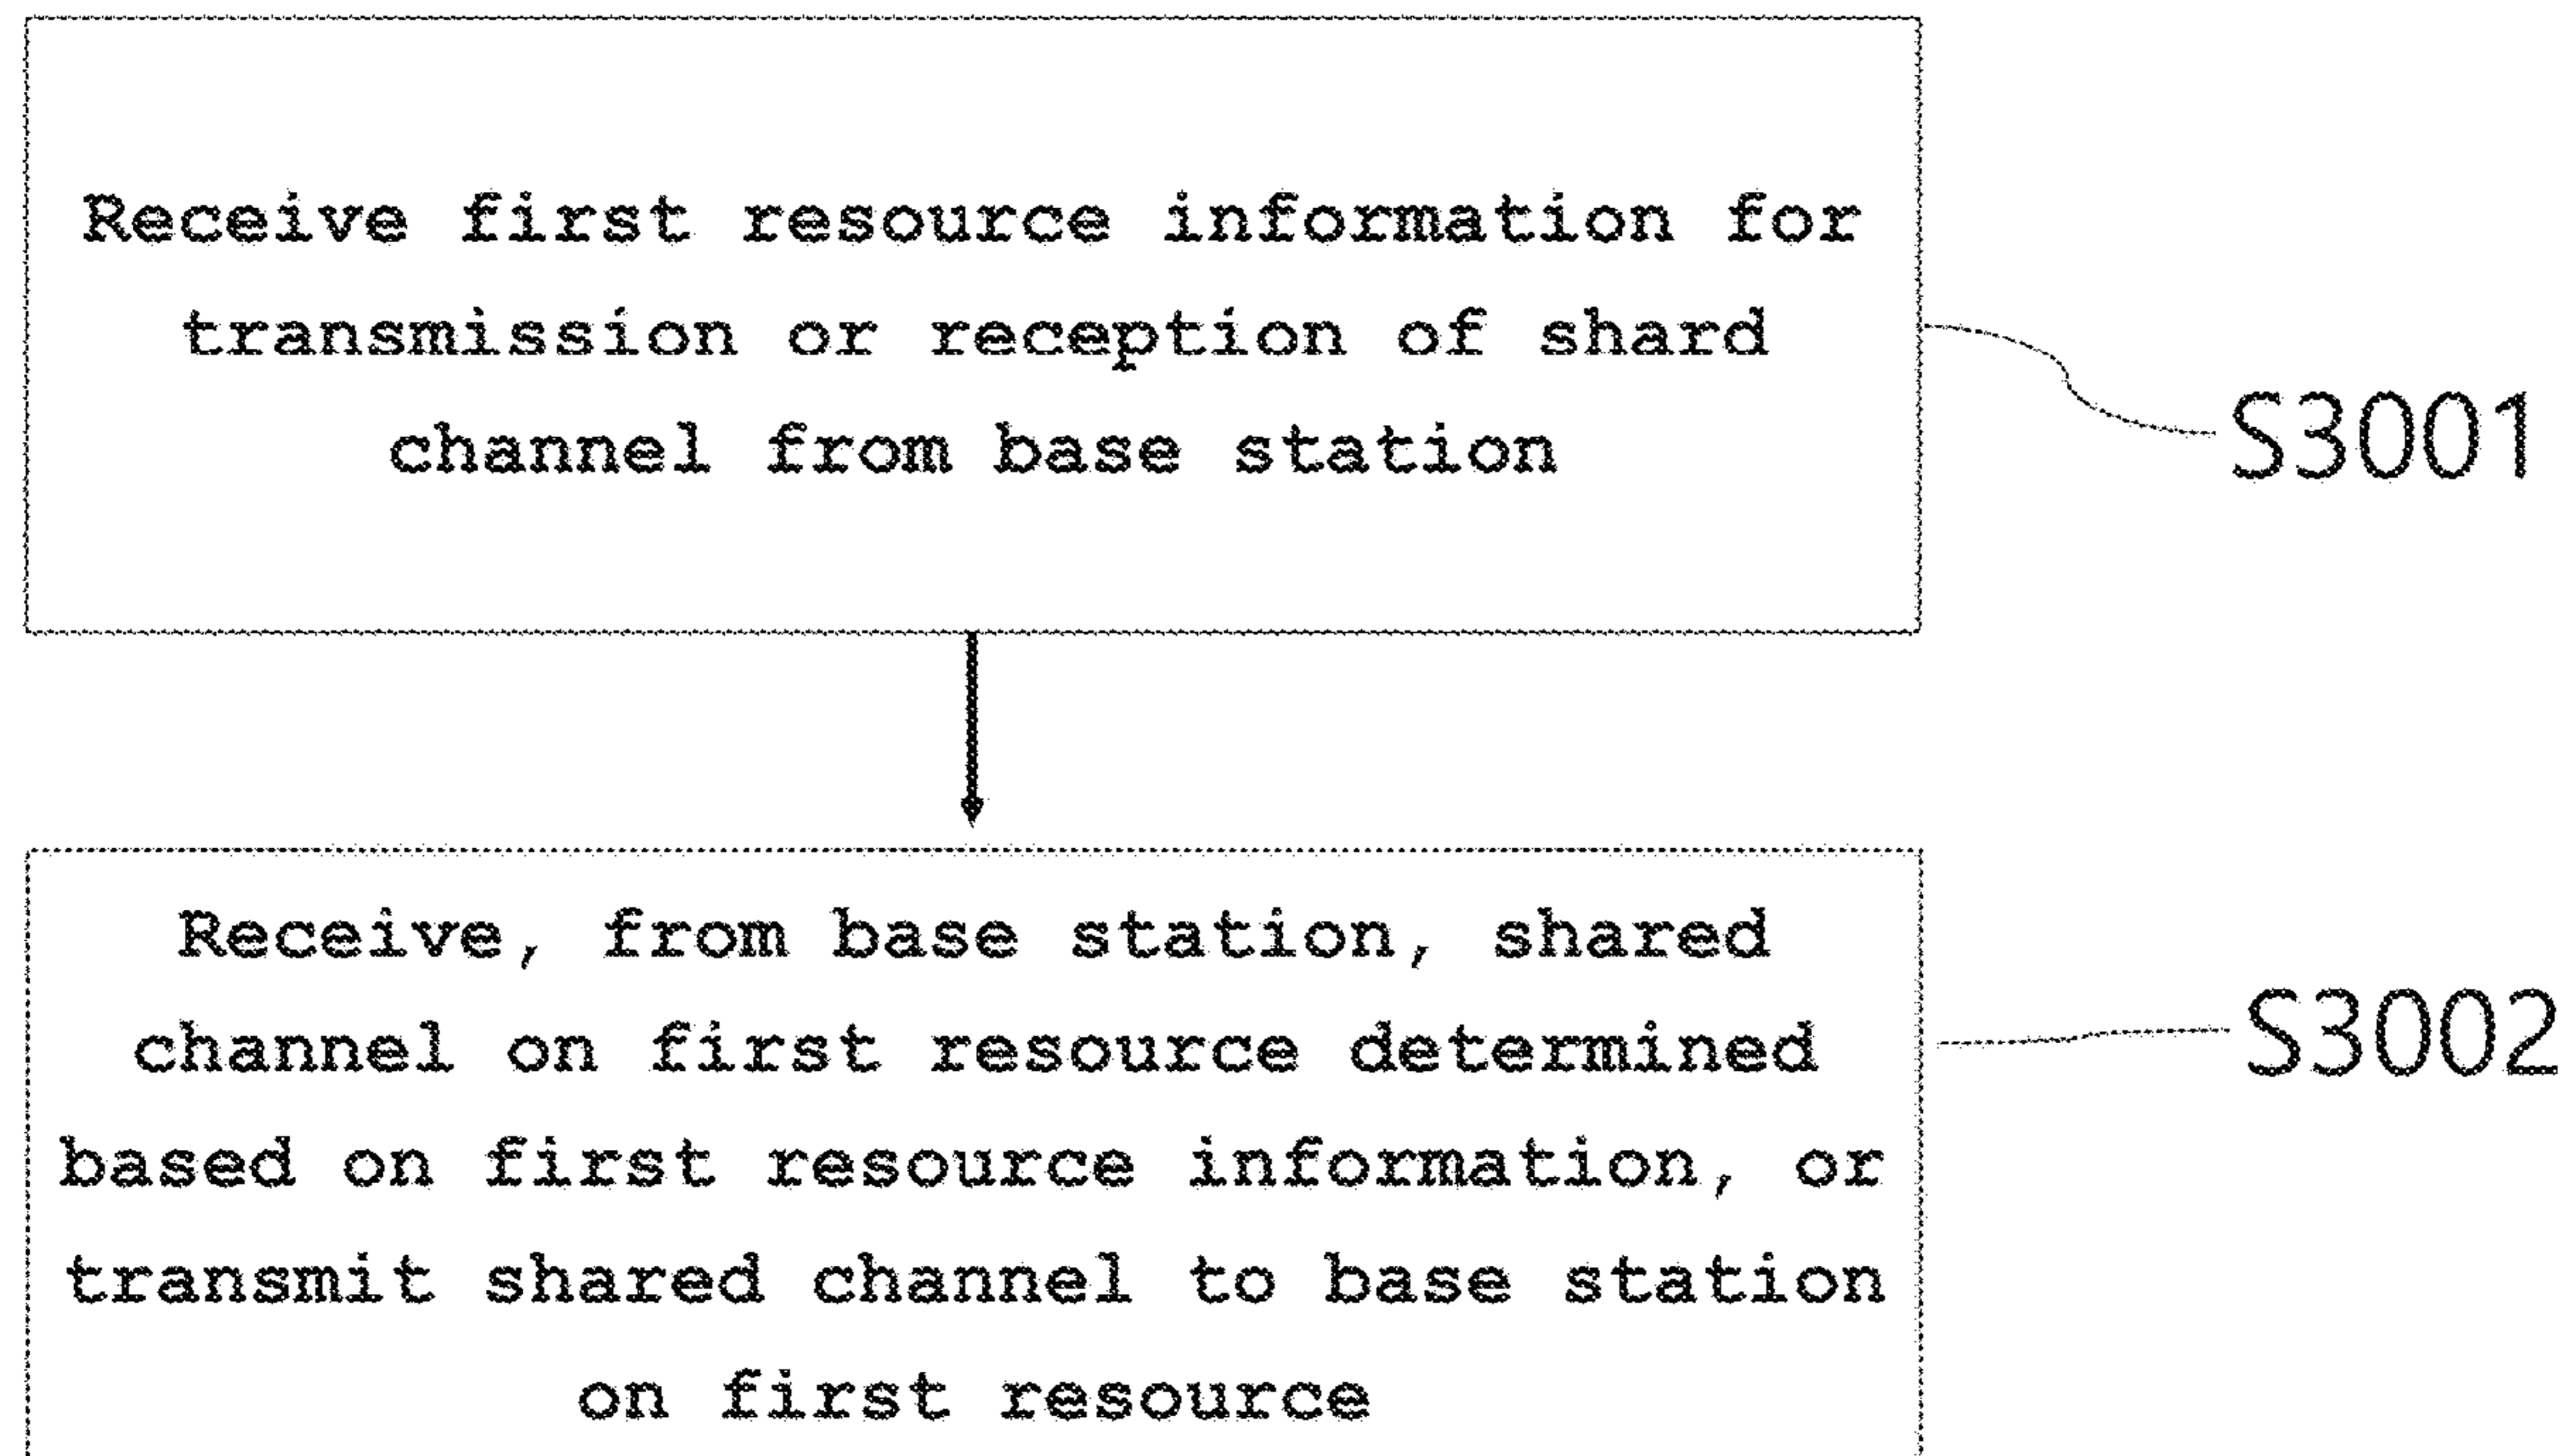 Receive first resource information for
transmission or reception of shard
channel from base station
S3001
Receive, from base station, shared
channel on first resource determined
based on first resource information, or
transmit shared channel to base station
on first resource
S3002